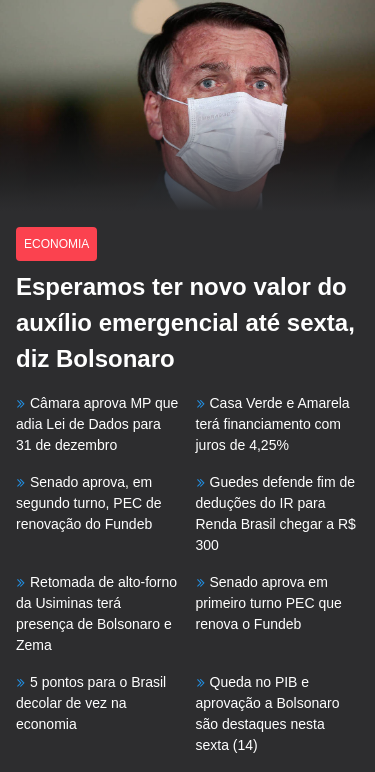 ECONOMIA
Esperamos ter novo valor do
auxílio emergencial até sexta,
diz Bolsonaro
» Câmara aprova MP que
adia Lei de Dados para
31 de dezembro
» Casa Verde e Amarela
terá financiamento com
juros de 4,25%
» Senado aprova, em
segundo turno, PEC de
renovação do Fundeb
» Guedes defende fim de
deduções do IR para
Renda Brasil chegar a R$
300
» Retomada de alto-forno
da Usiminas terá
presença de Bolsonaro e
Zema
» Senado aprova em
primeiro turno PEC que
renova o Fundeb
» 5 pontos para o Brasil
decolar de vez na
economia
» Queda no PIB e
aprovação a Bolsonaro
são destaques nesta
sexta (14)